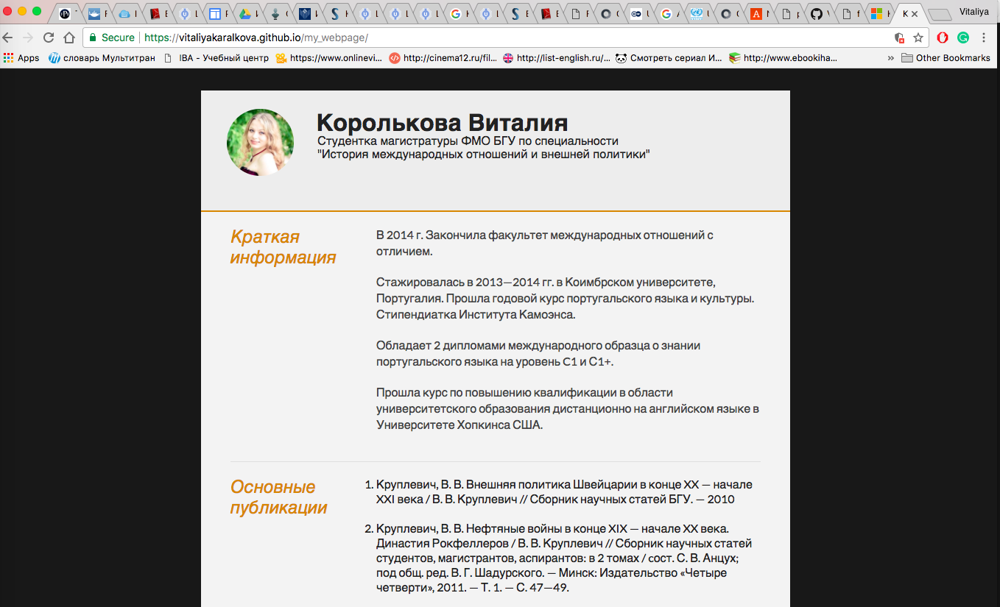 Vitaliya
Secure https://vitaliyakaralkova.github.io/my_webpage/
Apps словарь Мультитран IBA - Учебный центр https://www.onlinevi... http://cinema12.ru/fil... http://list-english.ru/... Смотреть сериал И... http://www.ebookiha... » Other Bookmarks
Королькова Виталия
Студентка магистратуры ФМО БГУ по специальности
"История международных отношений и внешней политики"
Краткая
информация
В 2014 г. Закончила факультет международных отношений с
отличием.
Стажировалась в 2013—2014 гг. в Коимбрском университете,
Португалия. Прошла годовой курс португальского языка и культуры.
Стипендиатка Института Камоэнса.
Обладает 2 дипломами международного образца о знании
португальского языка на уровень С1 и С1+.
Прошла курс по повышению квалификации в области
университетского образования дистанционно на английском языке в
Университете Хопкинса США.
Основные
публикации
1. Круплевич, В. В. Внешняя политика Швейцарии в конце XX — начале
XXI века / В. В. Круплевич // Сборник научных статей БГУ. — 2010
2. Круплевич, В. В. Нефтяные войны в конце XIX — начале XX века.
Династия Рокфеллеров / В. В. Круплевич // Сборник научных статей
студентов, магистрантов, аспирантов: в 2 томах / сост. С. В. Анцух;
под общ. ред. В. Г. Шадурского. — Минск: Издательство «Четыре
четверти», 2011. — Т. 1. — С. 47—49.